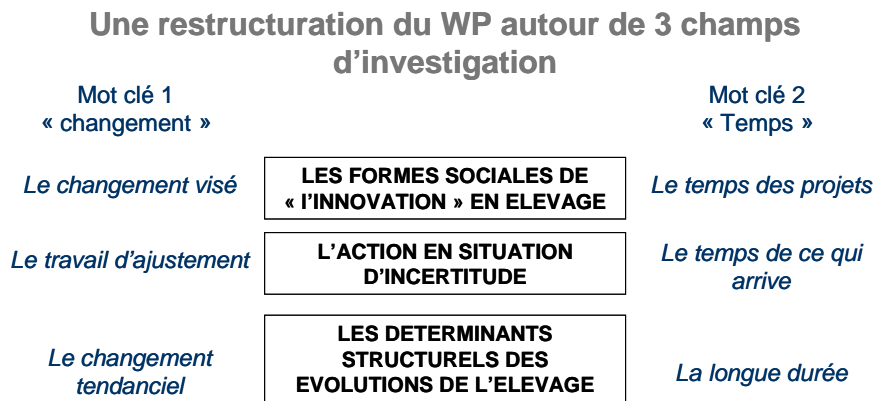 Une restructuration du WP autour de 3 champs
d'investigation
Mot clé 1
« changement »
Mot clé 2
« Temps »
Le changement visé
LES FORMES SOCIALES DE
« l'INNOVATION » EN ELEVAGE
Le temps des projets
Le travail d'ajustement
L'ACTION EN SITUATION
D'INCERTITUDE
Le temps de ce qui
arrive
Le changement
tendanciel
LES DETERMINANTS
STRUCTURELS DES
EVOLUTIONS DE L'ELEVAGE
La longue durée